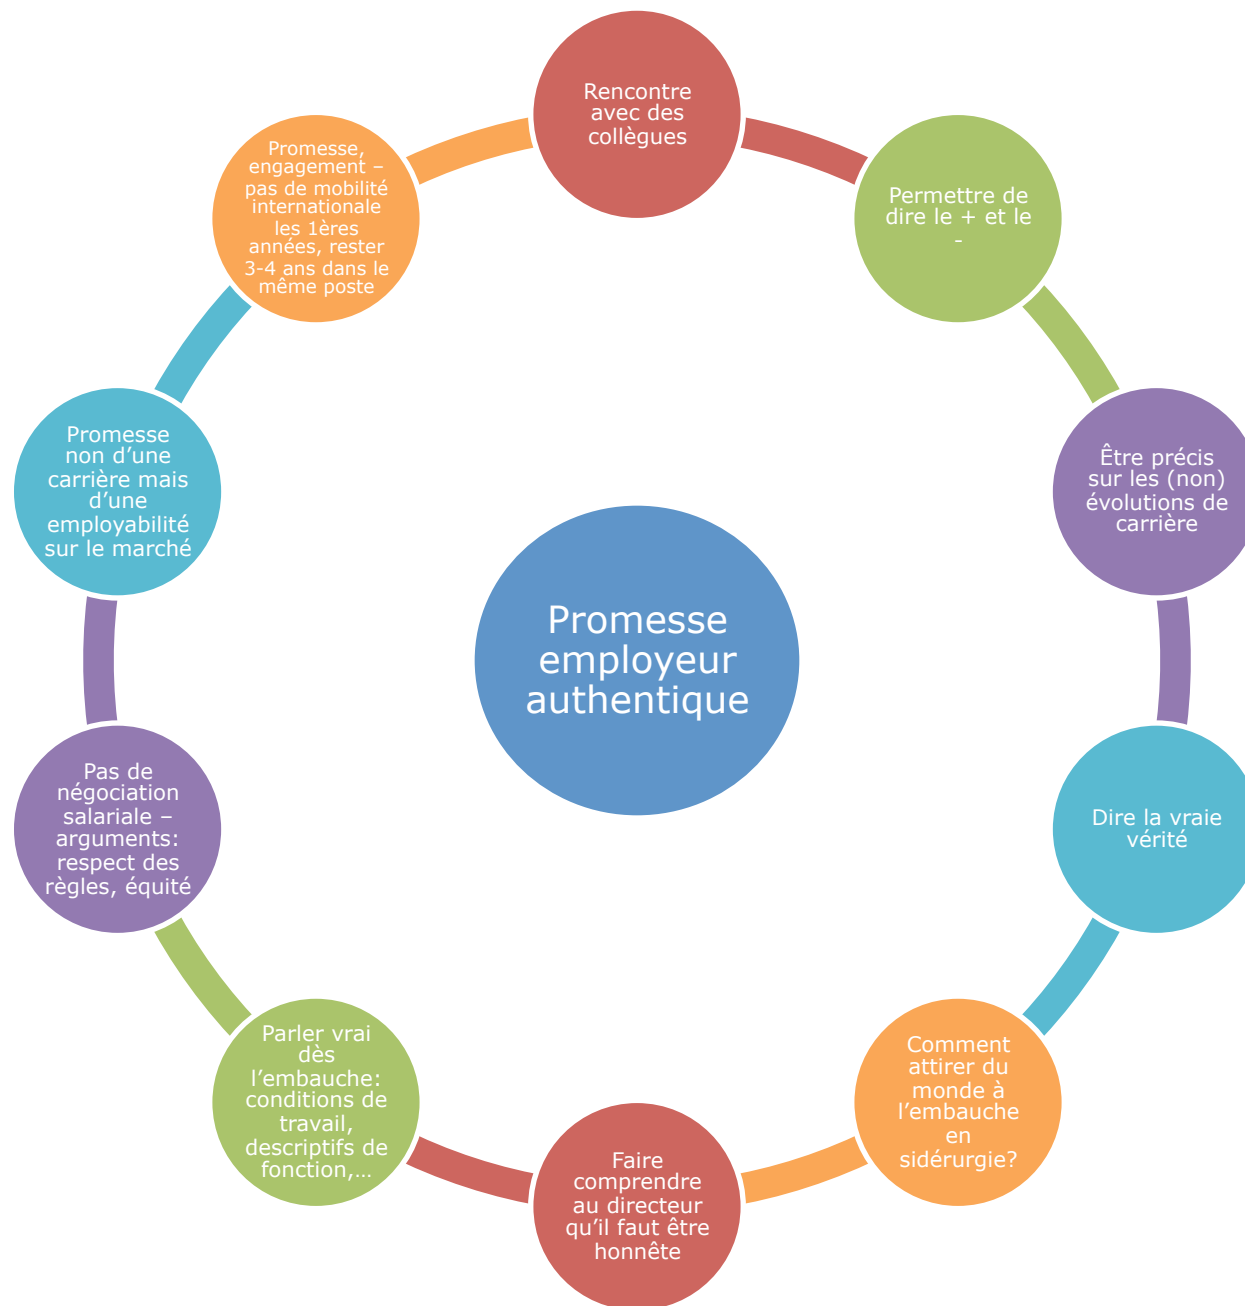 Rencontre
avec des
collègues
Permettre de
dire le + et le
-
Être précis
sur les (non)
évolutions de
carrière
Dire la vraie
vérité
Comment
attirer du
monde à
l’embauche
en
sidérurgie?
Faire
comprendre
au directeur
qu’il faut être
honnête
Parler vrai
dès
l’embauche:
conditions de
travail,
descriptifs de
fonction,…
Pas de
négociation
salariale –
arguments:
respect des
règles, équité
Promesse
non d’une
carrière mais
d’une
employabilité
sur le marché
Promesse,
engagement –
pas de mobilité
internationale
les 1ères
années, rester
3-4 ans dans le
même poste
Promesse
employeur
authentique